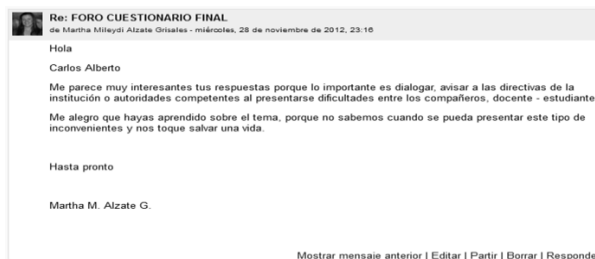 Re: FORO CUESTIONARIO FINAL
de Martha Mileydi Alzate Grisales - miércoles, 28 de noviembre de 2012, 23:16
Hola
Carlos Alberto
Me parece muy interesantes tus respuestas porque lo importante es dialogar, avisar a las directivas de la
institución o autoridades competentes al presentarse dificultades entre los compañeros, docente - estudiante
Me alegro que hayas aprendido sobre el tema, porque no sabemos cuando se pueda presentar este tipo de
inconvenientes y nos toque salvar una vida.
Hasta pronto
Martha M. Alzate G.
Mostrar mensaje anterior | Editar | Partir | Borrar | Responde